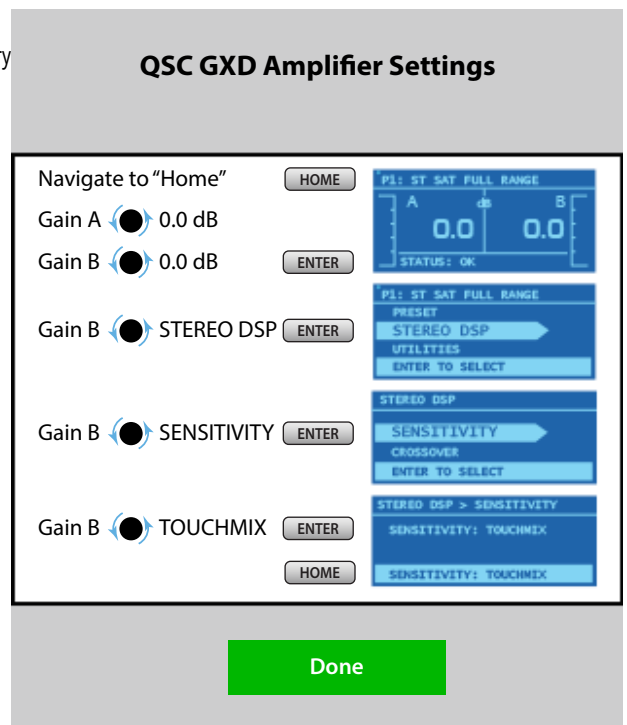 ry
QSC GXD Amplifier Settings
Navigate to "Home" HOME
P1: ST SAT FULL RANGE
A dB B
0.0 0.0
STATUS: OK
Gain A 0.0 dB
Gain B 0.0 dB ENTER
P1: ST SAT FULL RANGE
PRESET
STEREO DSP
UTILITIES
ENTER TO SELECT
Gain B STEREO DSP ENTER
STEREO DSP
SENSITIVITY
CROSSOVER
ENTER TO SELECT
Gain B SENSITIVITY ENTER
STEREO DSP > SENSITIVITY
SENSITIVITY: TOUCHMIX
SENSITIVITY: TOUCHMIX
Gain B TOUCHMIX ENTER
HOME
Done